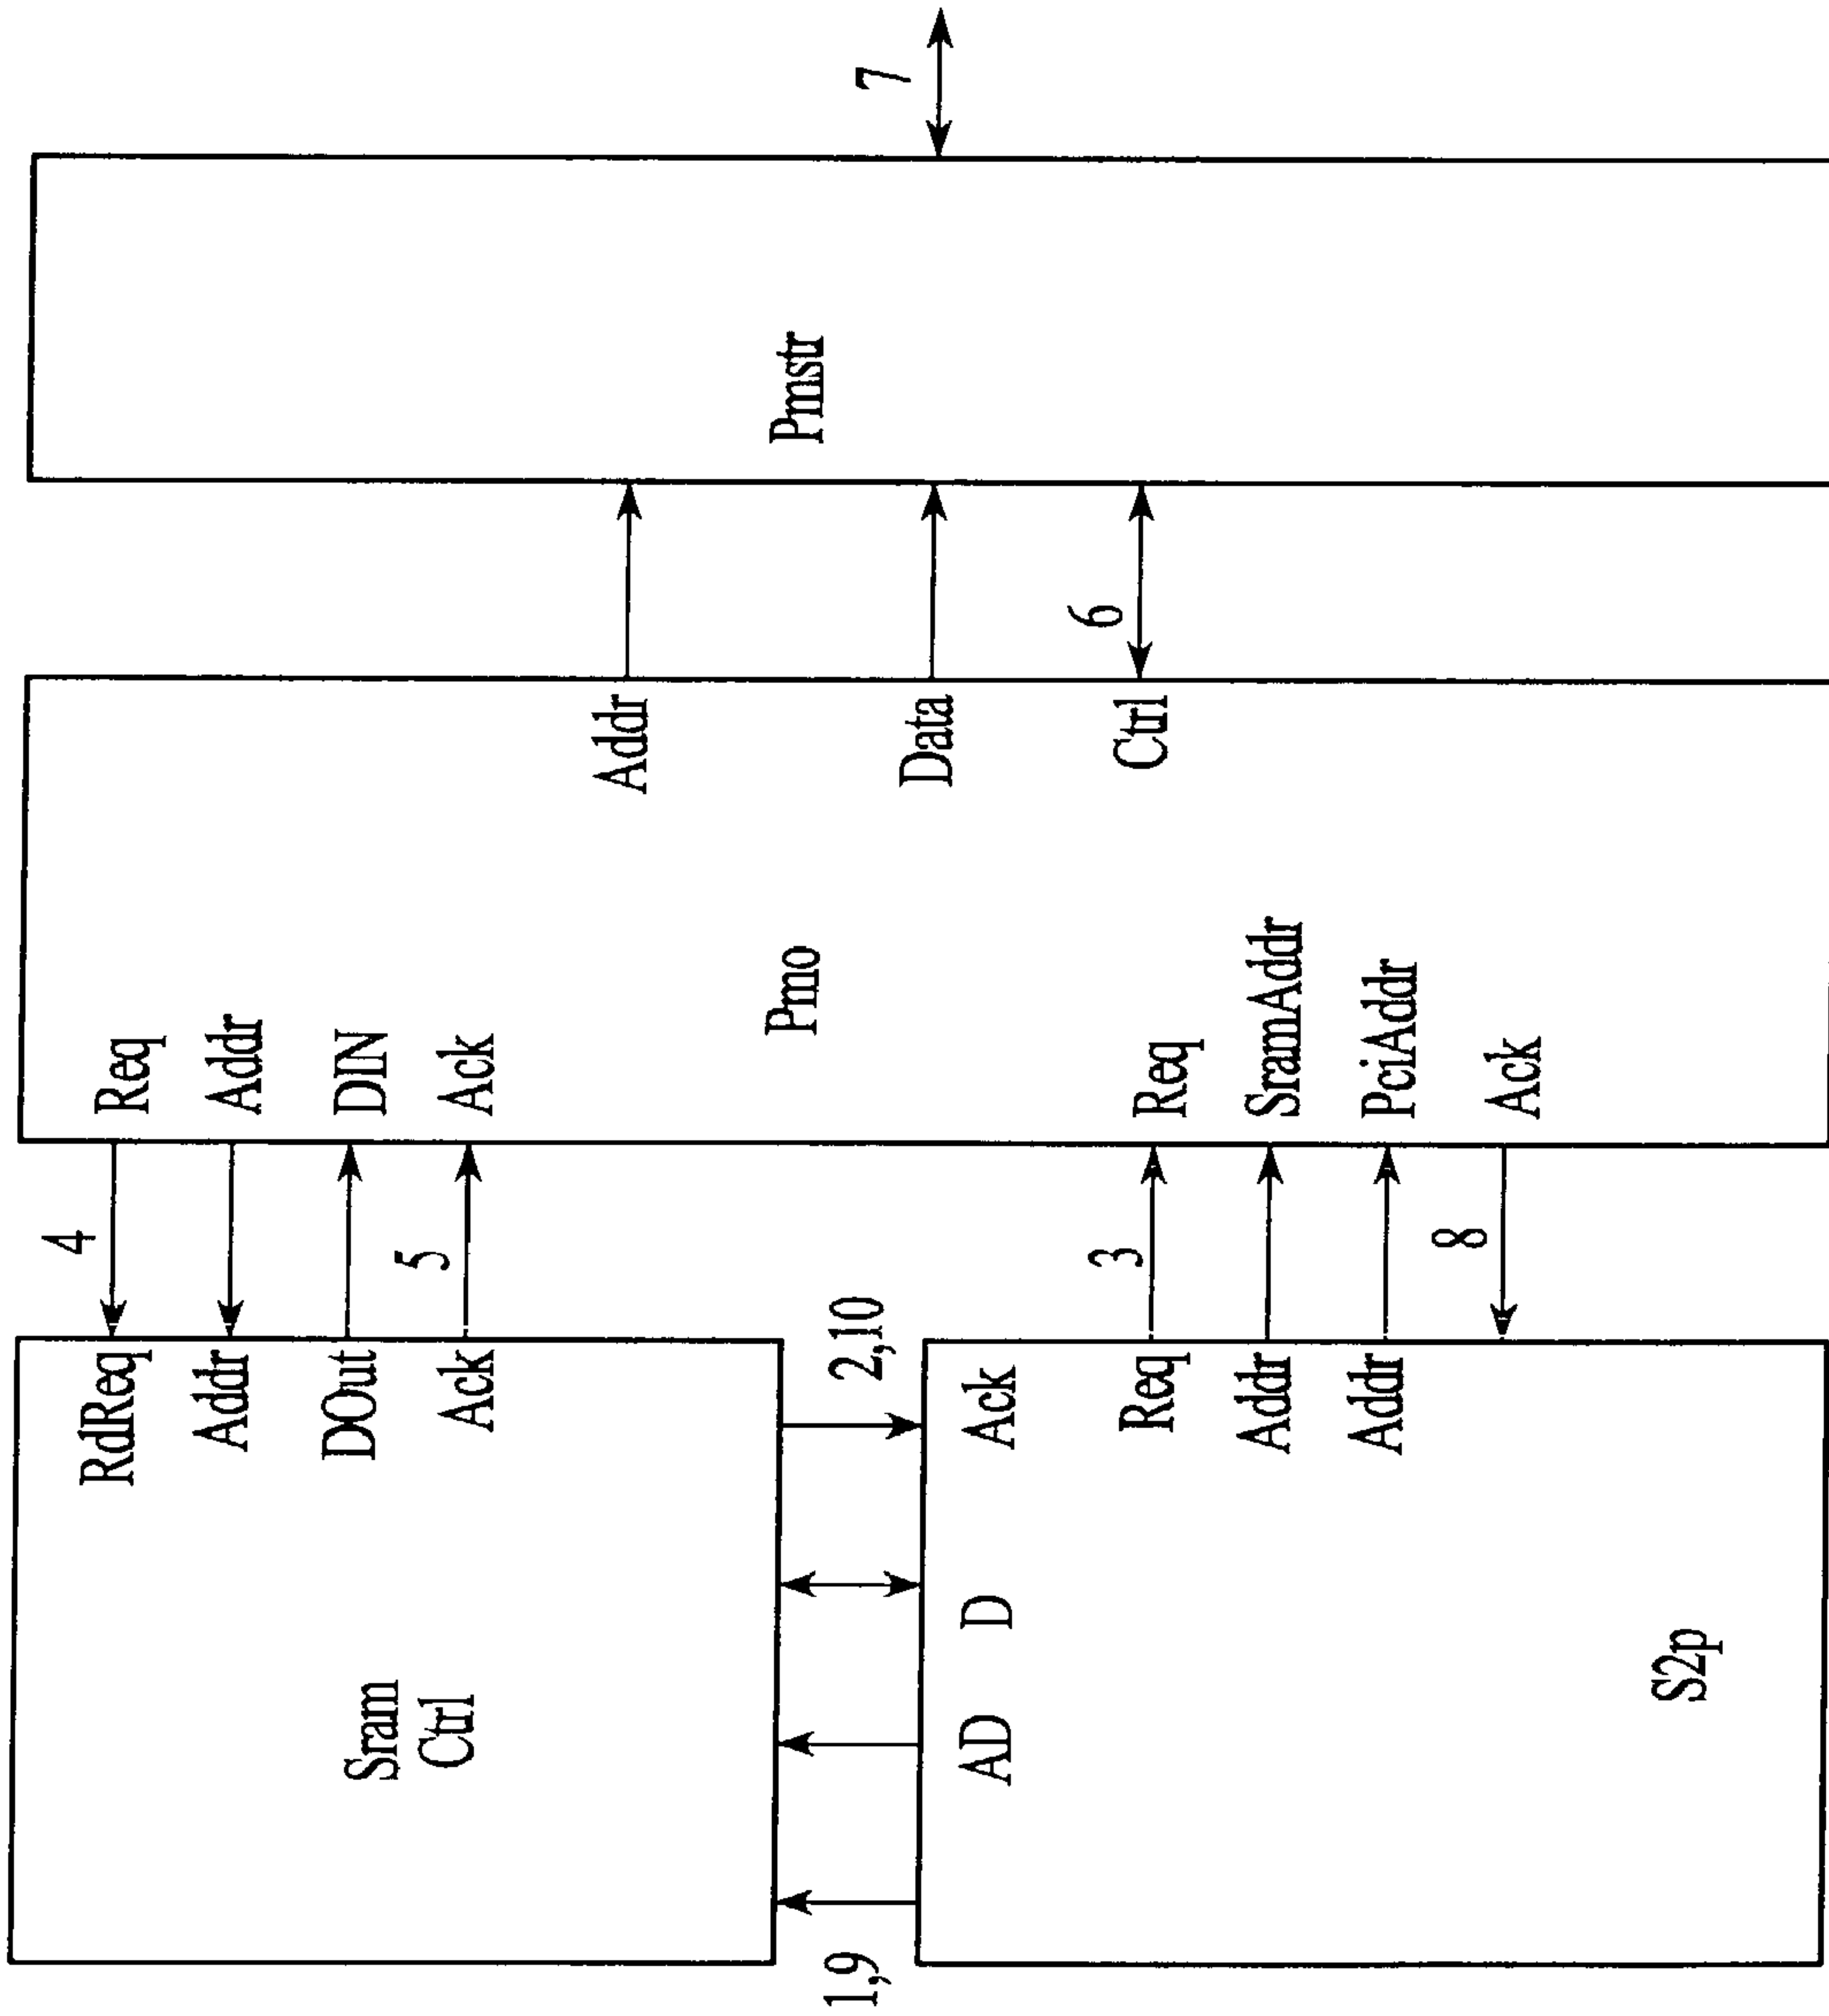 7
Pmstr
6
Addr
Data
Ctrl
Pmo
Req
Addr
DIN
Ack
Req
SramAddr
PciAddr
Ack
4
5
3
8
2,10
RdReq
Addr
DOut
Ack
Sram
Ctrl
Ack
D
AD
Req
Addr
Addr
S2p
1,9